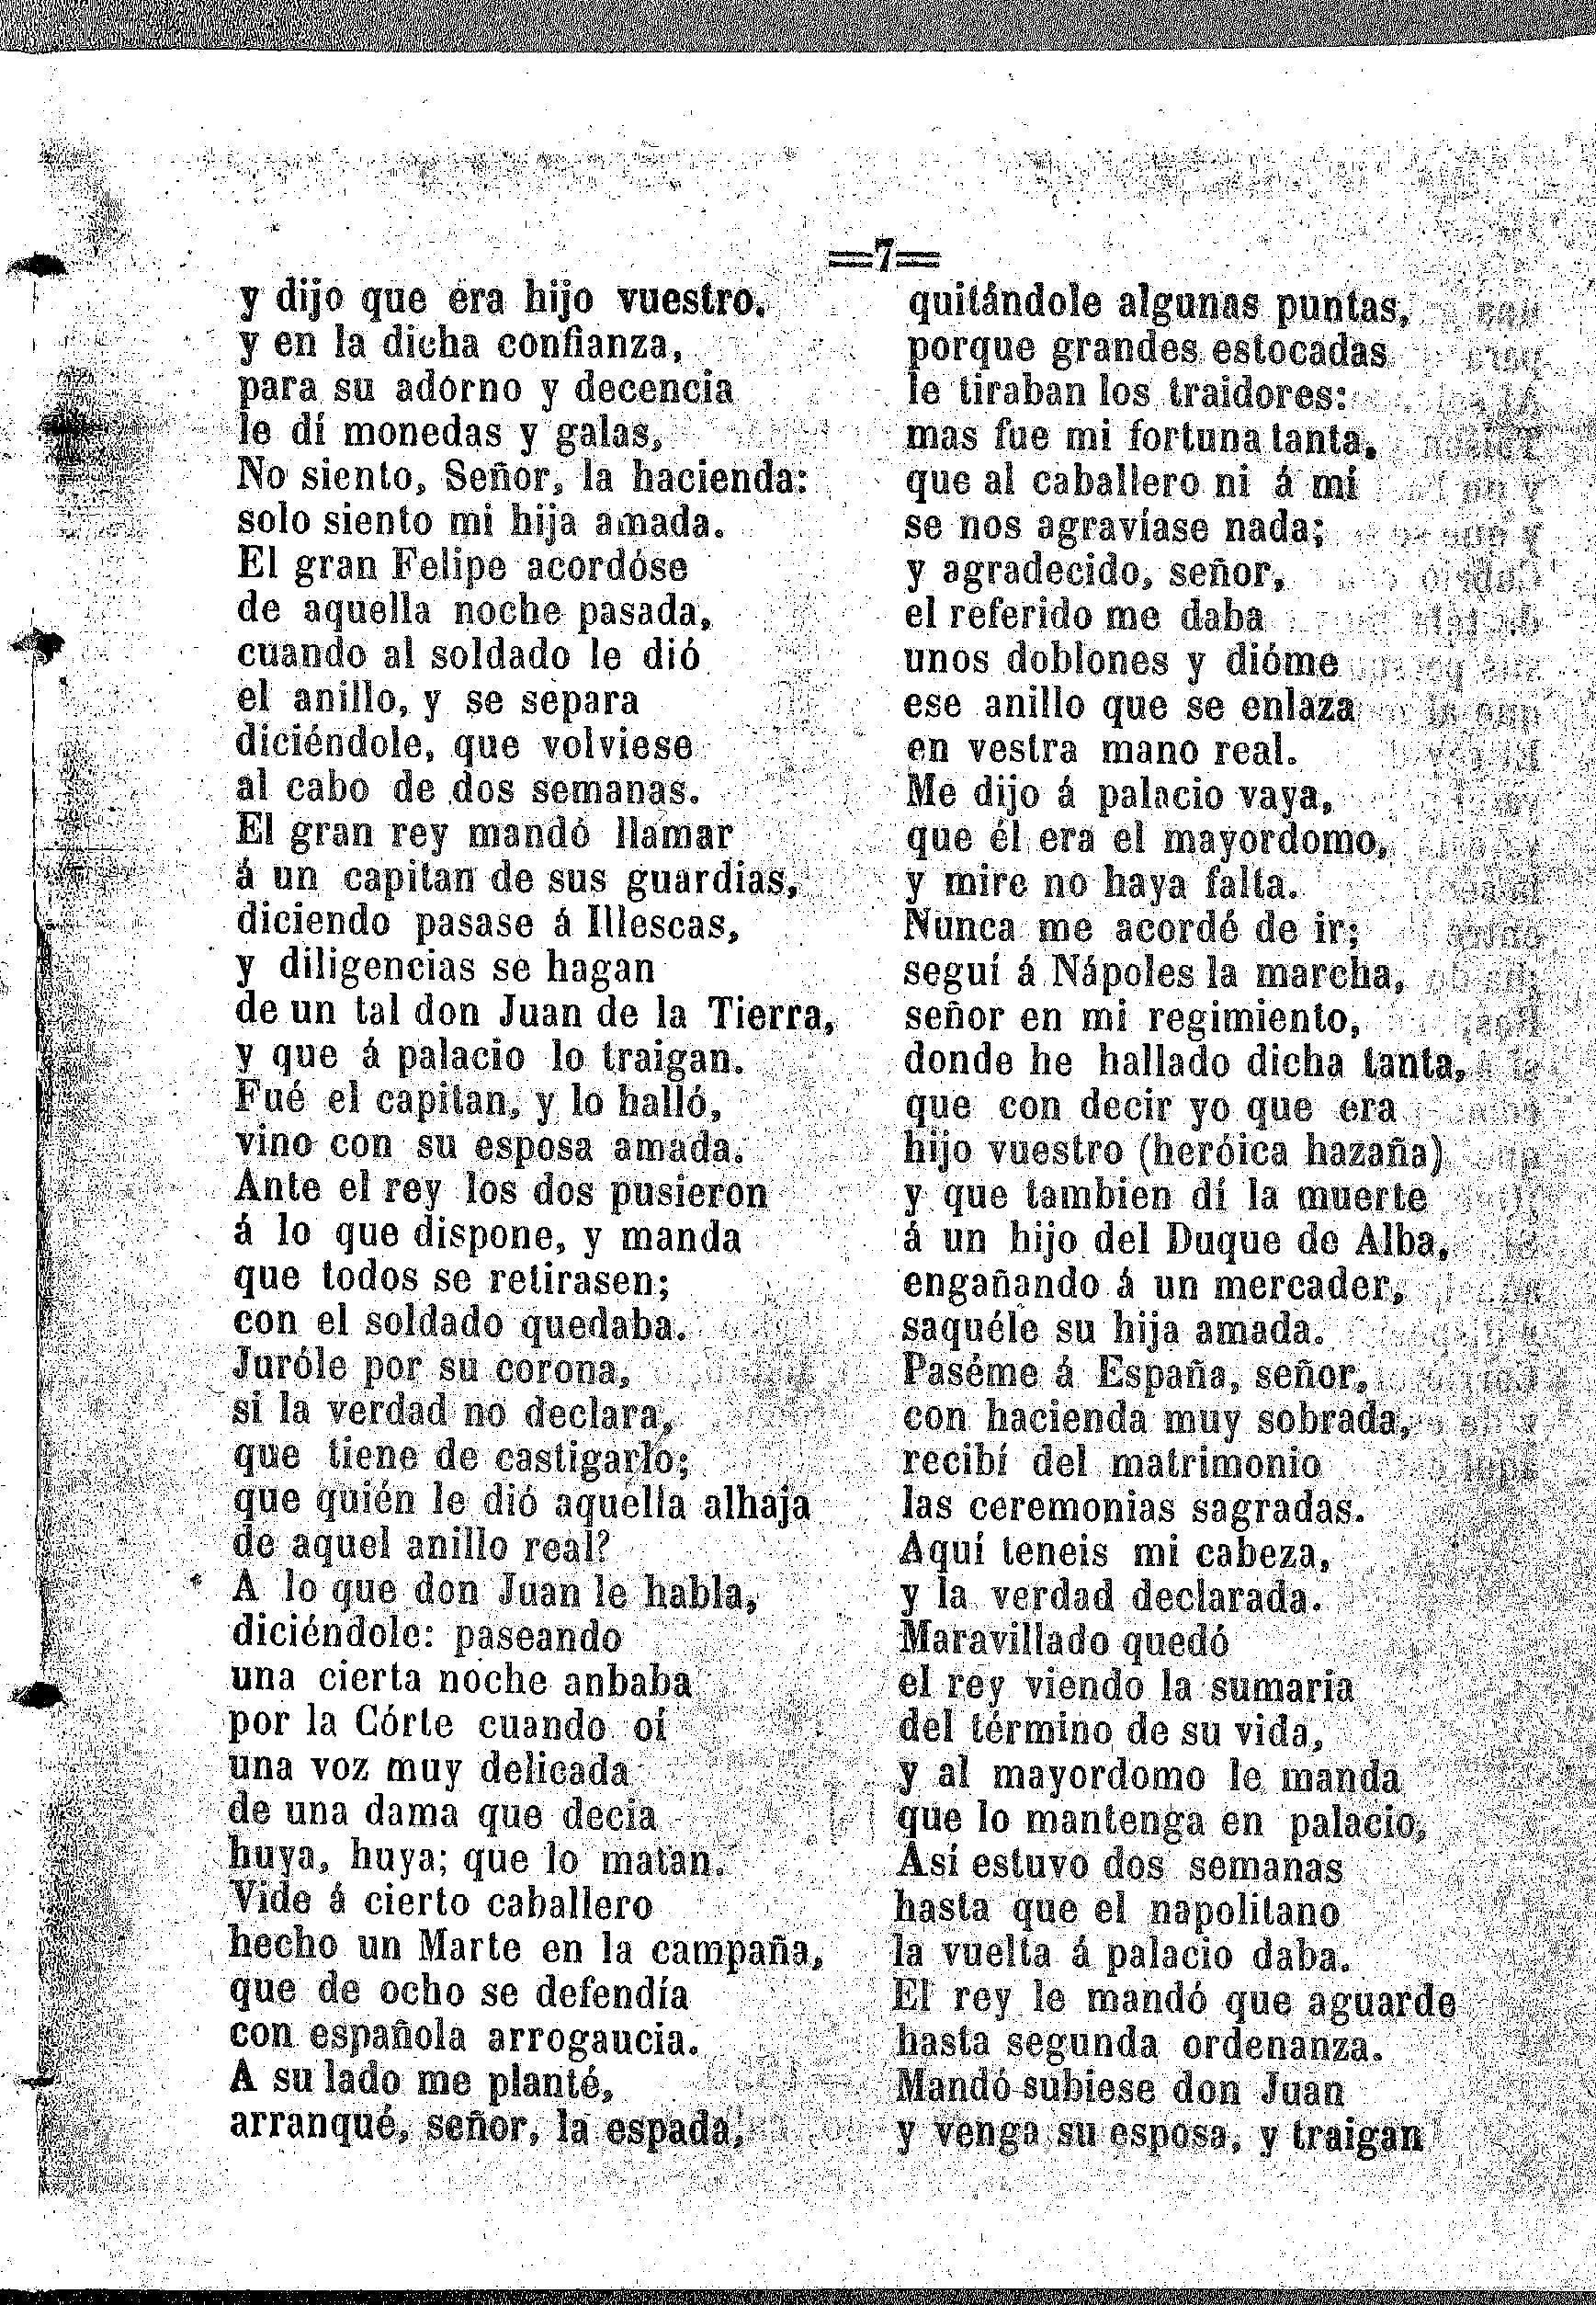 =7=
y dijo que era hijo vuestro.
y en la dicha confianza,
para su adorno y decencia
le dí monedas y galas,
No siento, Señor, la hacienda:
solo siento mi hija amada.
El gran Felipe acordóse
de aquella noche pasada,
cuando al soldado le dió
el anillo, y se separa
diciéndole, que volviese
al cabo de dos semanas.
El gran rey mandó llamar
á un capitan de sus guardias,
diciendo pasase á Illescas,
y diligencias se hagan
de un tal don Juan de la Tierra,
y que á palacio lo traigan.
Fué el capitan, y lo halló,
vino con su esposa amada.
Ante el rey los dos pusieron
á lo que dispone, y manda
que todos se retirasen;
con el soldado quedaba.
Juróle por su corona,
si la verdad no declara,
que tiene de castigarlo;
que quién le dió aquella alhaja
de aquel anillo real?
A lo que don Juan le habla,
diciéndole: paseando
una cierta noche anbaba
por la Córte cuando oí
una voz muy delicada
de una dama que decia
huya, huya; que lo matan.
Vide á cierto caballero
hecho un Marte en la campaña,
que de ocho se defendía
con española arrogaucia.
A su lado me planté,
arranqué, señor, la espada,
quitándole algunas puntas,
porque grandes estocadas
le tiraban los traidores:
mas fue mi fortuna tanta,
que al caballero ni á mí
se nos agravíase nada;
y agradecido, señor,
el referido me daba
unos doblones y dióme
ese anillo que se enlaza
en vestra mano real.
Me dijo á palacio vaya,
que él era el mayordomo,
y mire no haya falta.
Nunca me acordé de ir;
seguí á Nápoles la marcha,
señor en mi regimiento,
donde he hallado dicha tanta,
que con decir yo que era
hijo vuestro (heróica hazaña)
y que tambien dí la muerte
á un hijo del Duque de Alba,
engañando á un mercader,
saquéle su hija amada.
Paséme á España, señor,
con hacienda muy sobrada,
recibí del matrimonio
las ceremonias sagradas.
Aquí teneis mi cabeza,
y la verdad declarada.
Maravillado quedó
el rey viendo la sumaria
del término de su vida,
y al mayordomo le manda
que lo mantenga en palacio,
Así estuvo dos semanas
hasta que el napolitano
la vuelta á palacio daba.
El rey le mandó que aguarde
hasta segunda ordenanza.
Mandó subiese don Juan
y venga su esposa, y traigan